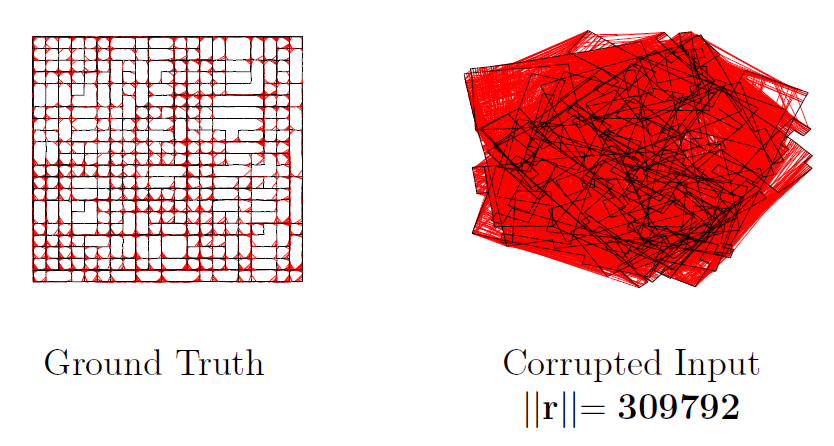 Ground Truth
Corrupted Input
||r||= 309792